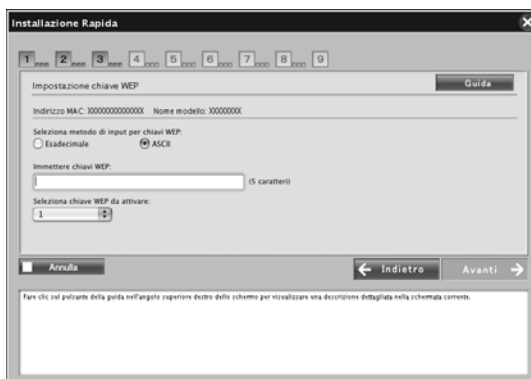 Installazione Rapida
1 2 3 4 5 6 7 8 9
Impostazione chiave WEP
Guida
Indirizzo MAC: XXXXXXXXXXXXXX Nome modello: XXXXXXXX
Seleziona metodo di input per chiavi WEP:
Esadecimale ASCII
Immettere chiavi WEP:
(5 caratteri)
Seleziona chiave WEP da attivare:
1
Annulla
Indietro
Avanti
Fare clic sul pulsante della guida nell'angolo superiore destro dello schermo per visualizzare una descrizione dettagliata nella schermata corrente.